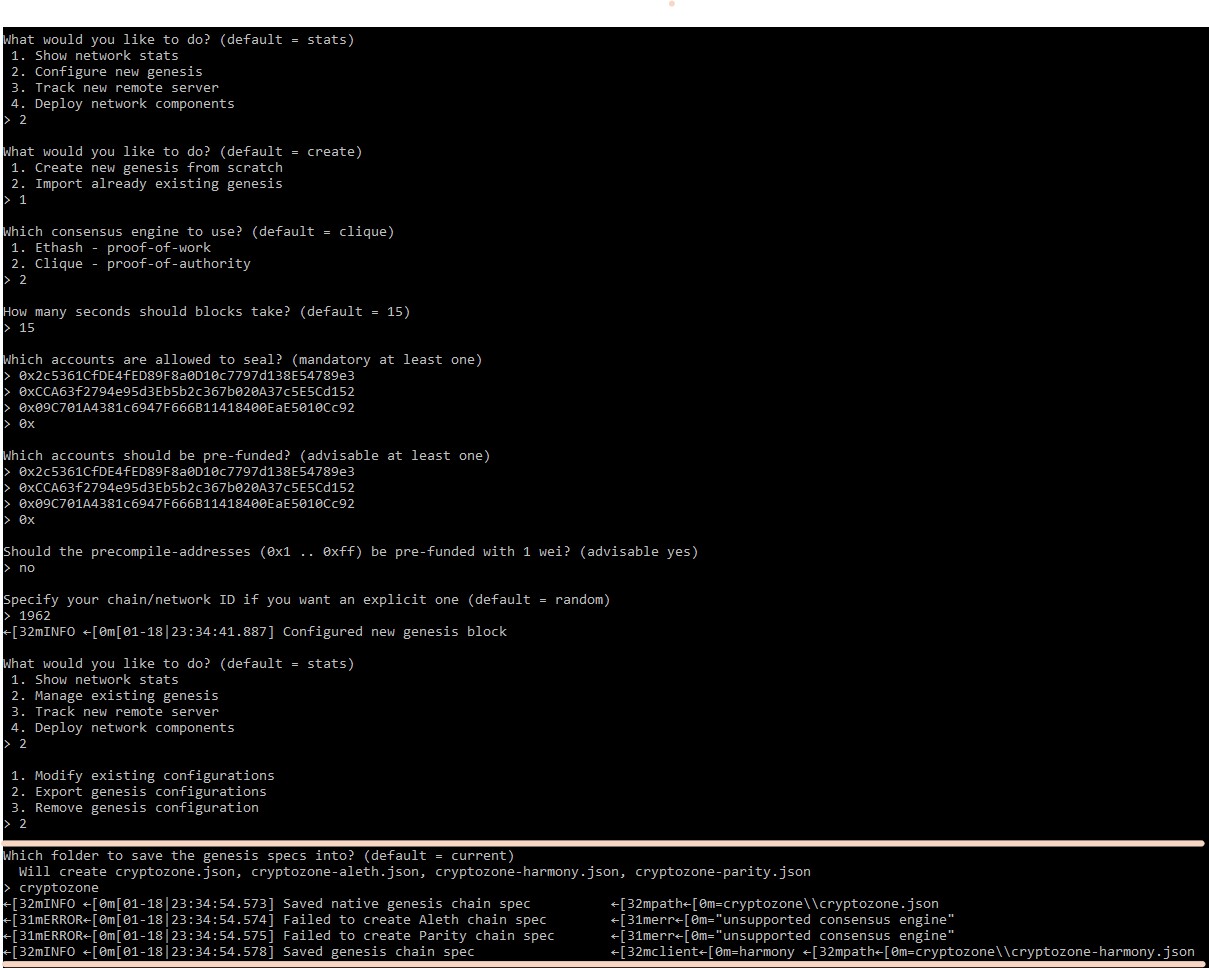 What would you like to do? (default = stats)
1. Show network stats
2. Configure new genesis
3. Track new remote server
4. Deploy network components
> 2
What would you like to do? (default = create)
1. Create new genesis from scratch
2. Import already existing genesis
> 1
Which consensus engine to use? (default = clique)
1. Ethash - proof-of-work
2. Clique - proof-of-authority
> 2
How many seconds should blocks take? (default = 15)
> 15
Which accounts are allowed to seal? (mandatory at least one)
> 0x2c5361CfDE4fED89F8a0D10c7797d138E54789e3
> 0xCCA63f2794e95d3Eb5b2c367b020A37c5E5Cd152
> 0x09C701A4381c6947F666B11418400EaE5010Cc92
> 0x
Which accounts should be pre-funded? (advisable at least one)
> 0x2c5361CfDE4fED89F8a0D10c7797d138E54789e3
> 0xCCA63f2794e95d3Eb5b2c367b020A37c5E5Cd152
> 0x09C701A4381c6947F666B11418400EaE5010Cc92
> 0x
Should the precompile-addresses (0x1 .. 0xff) be pre-funded with 1 wei? (advisable yes)
> no
Specify your chain/network ID if you want an explicit one (default = random)
> 1962
←[32mINFO ←[0m[01-18|23:34:41.887] Configured new genesis block
What would you like to do? (default = stats)
1. Show network stats
2. Manage existing genesis
3. Track new remote server
4. Deploy network components
> 2
1. Modify existing configurations
2. Export genesis configurations
3. Remove genesis configuration
> 2
Which folder to save the genesis specs into? (default = current)
Will create cryptozone.json, cryptozone-aleth.json, cryptozone-harmony.json, cryptozone-parity.json
> cryptozone
←[32mINFO ←[0m[01-18|23:34:54.573] Saved native genesis chain spec ←[32mpath←[0m=cryptozone\\cryptozone.json
←[31mERROR←[0m[01-18|23:34:54.574] Failed to create Aleth chain spec ←[31merr←[0m="unsupported consensus engine"
←[31mERROR←[0m[01-18|23:34:54.575] Failed to create Parity chain spec ←[31merr←[0m="unsupported consensus engine"
←[32mINFO ←[0m[01-18|23:34:54.578] Saved genesis chain spec ←[32mclient←[0m=harmony ←[32mpath←[0m=cryptozone\\cryptozone-harmony.json